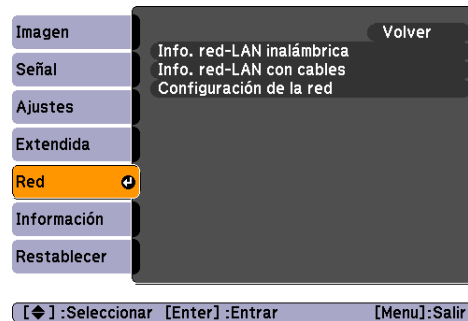 Imagen
Señal
Ajustes
Extendida
Red
Información
Restablecer
Volver
Info. red-LAN inalámbrica
Info. red-LAN con cables
Configuración de la red
[◆] :Seleccionar [Enter] :Entrar [Menu]:Salir